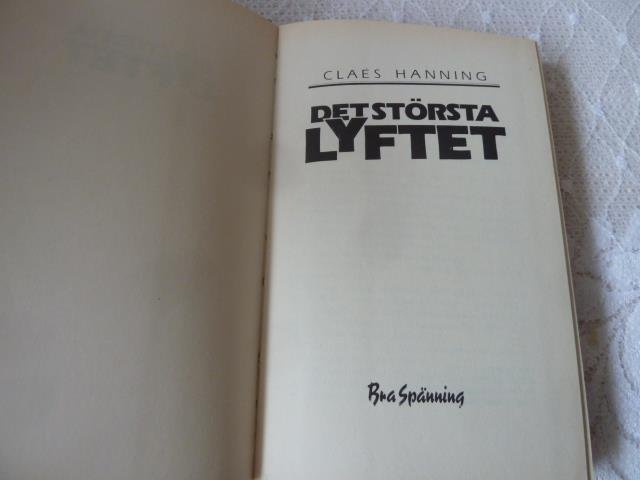 CLAES HANNING
DET STÖRSTA
LYFTET
Bra Spänning